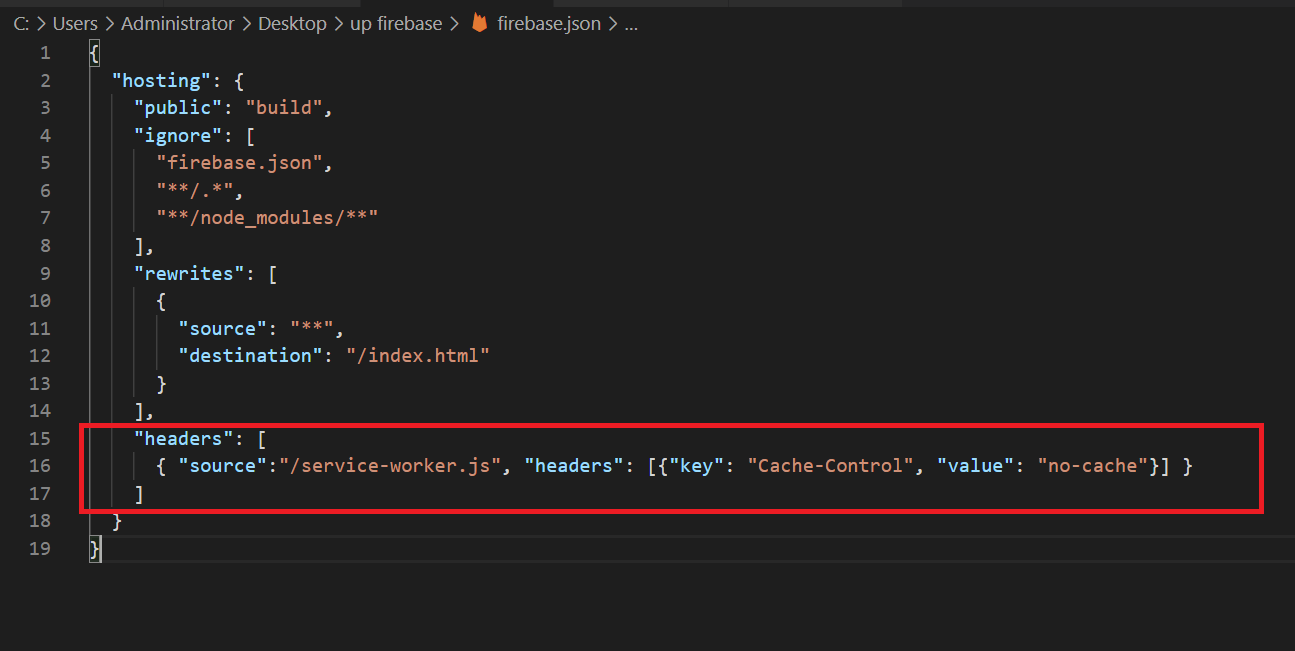 C: > Users > Administrator > Desktop > up firebase > firebase.json > ...
1 {
2 "hosting": {
3 "public": "build",
4 "ignore": [
5 "firebase.json",
6 "**/.*",
7 "**/node_modules/**"
8 ],
9 "rewrites": [
10 {
11 "source": "**",
12 "destination": "/index.html"
13 }
14 ],
15 "headers": [
16 { "source":"/service-worker.js", "headers": [{"key": "Cache-Control", "value": "no-cache"}] }
17 ]
18 }
19 }